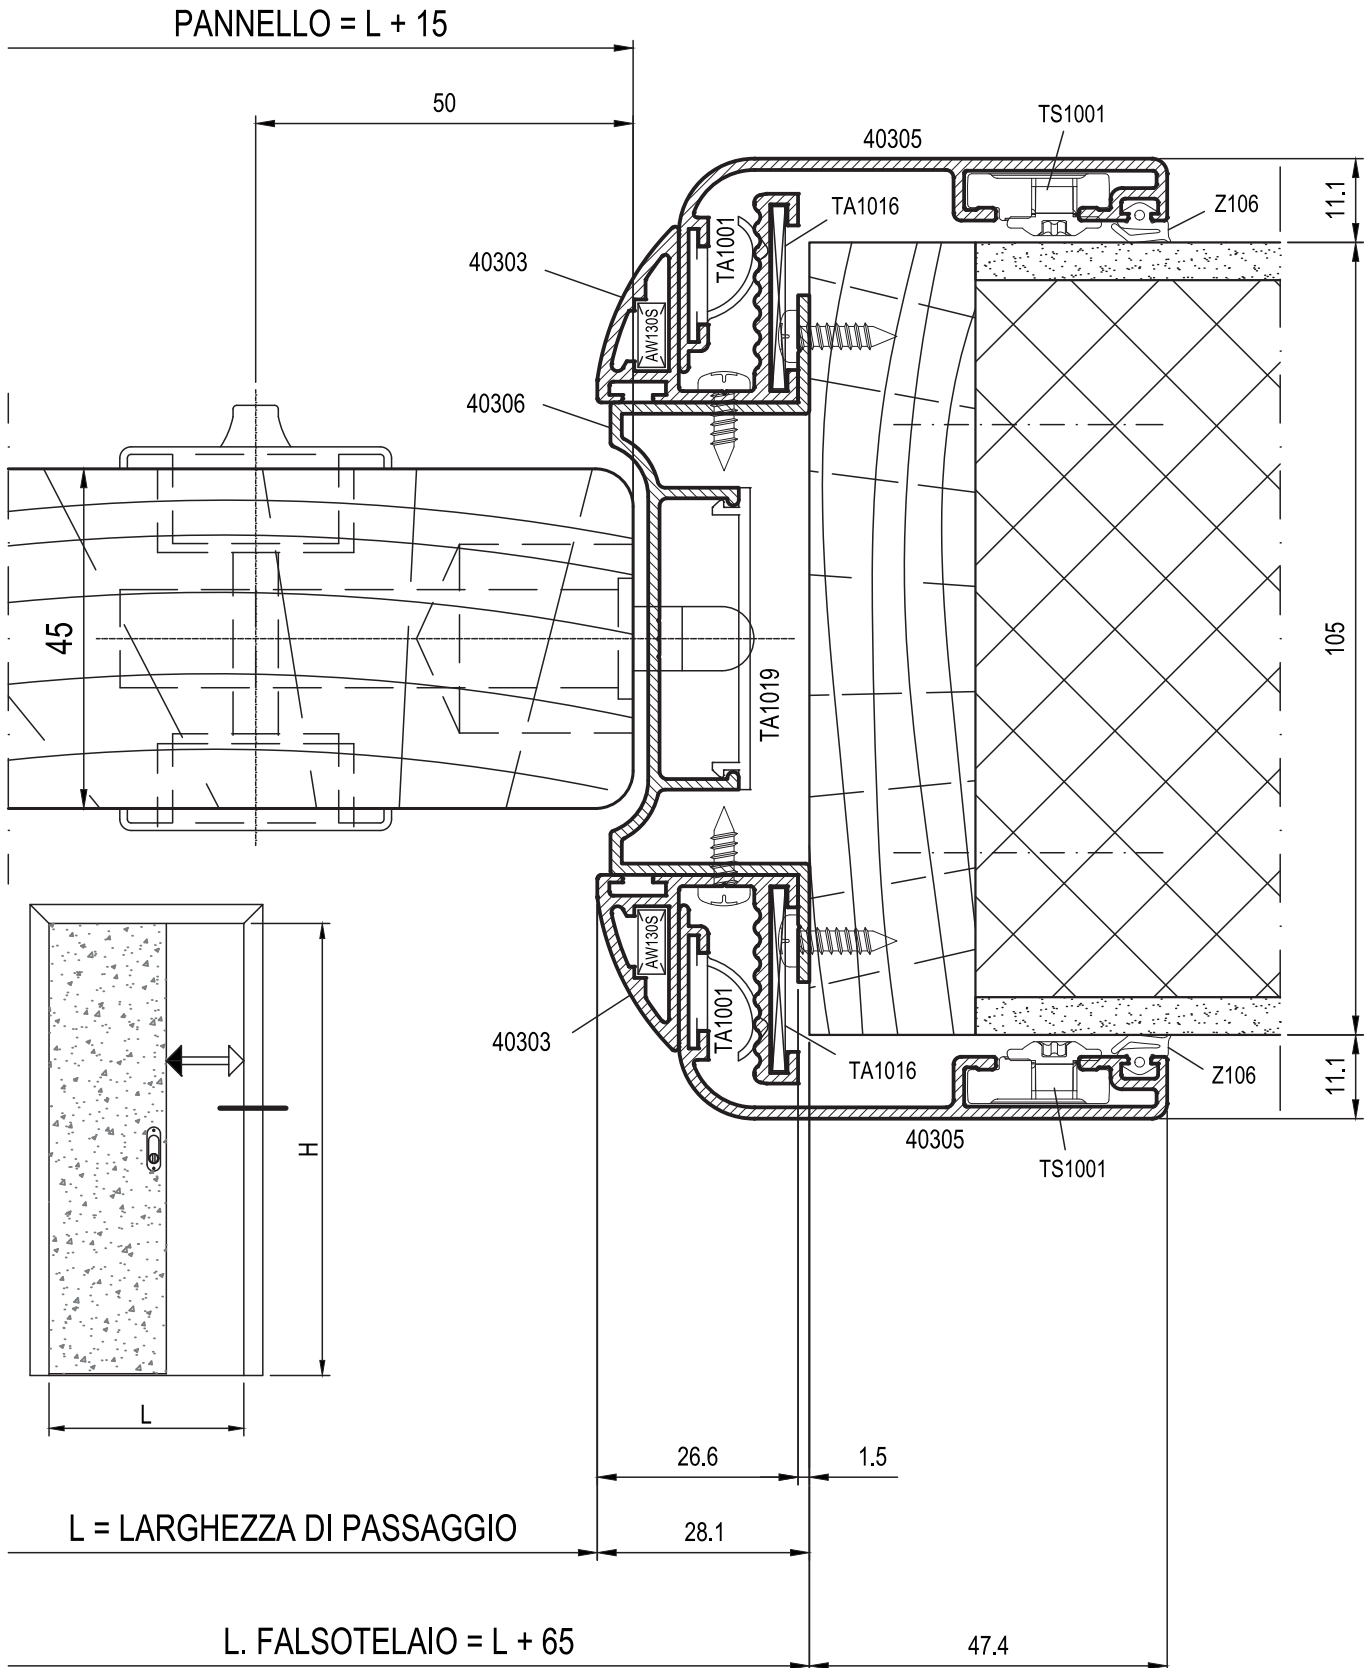 PANNELLO = L + 15
50
TS1001
40305
11.1
TA1016
Z106
TA1001
40303
AW130S
40306
45
105
TA1019
AW130S
TA1001
40303
TA1016
Z106
11.1
40305
TS1001
H
L
26.6
1.5
L = LARGHEZZA DI PASSAGGIO
28.1
L. FALSOTELAIO = L + 65
47.4